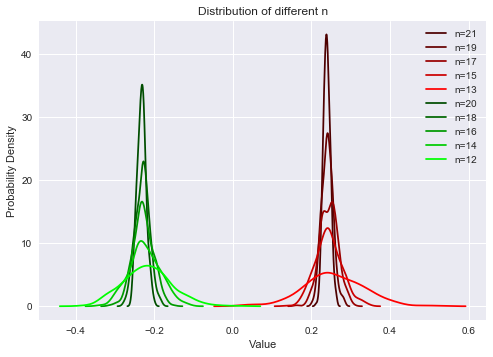 Distribution of different n
Probability Density
40
30
20
10
0
n=21
n=19
n=17
n=15
n=13
n=20
n=18
n=16
n=14
n=12
−0.4
−0.2
0.0
0.2
0.4
0.6
Value